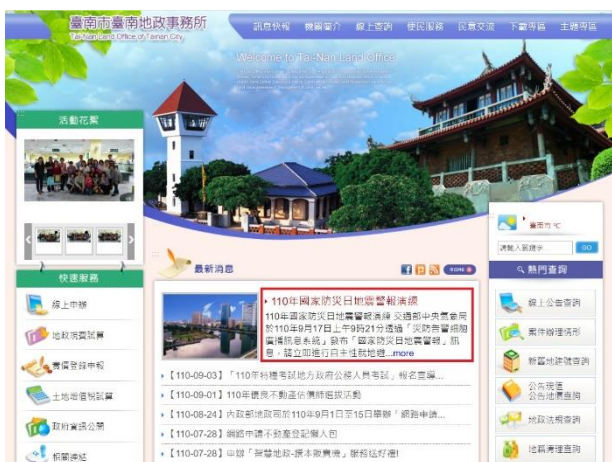 臺南市臺南地政事務所
Tai-Nan Land Office of Tainan City
訊息快報 機關簡介 線上查詢 便民服務 民意交流 下載專區 主題專區
Welcome to Tai-Nan Land Office
活動花絮
快速服務
線上申辦
地政規費試算
實價登錄申報
土地增值稅試算
政府資訊公開
相關連結
最新消息
110年國家防災日地震警報演練
110年國家防災日地震警報演練 交通部中央氣象局
於110年9月17日上午9時21分透過「災防告警細胞
廣播訊息系統」發布「國家防災日地震警報」訊
息，請立即進行自主性就地避...more
【110-09-03】「110年特種考試地方政府公務人員考試」報名宣導...
【110-09-01】110年優良不動產估價師選拔活動
【110-08-24】內政部地政司於110年9月1日至15日舉辦「網路申請...
【110-07-28】網路申請不動產登記懶人包
【110-07-28】申辦「智慧地政-謄本販賣機」服務送好禮!
臺南市 ℃
請輸入關鍵字 GO
熱門查詢
線上公告查詢
案件辦理情形
新舊地建號查詢
公告現值
公告地價查詢
地政法規查詢
地籍清理查詢